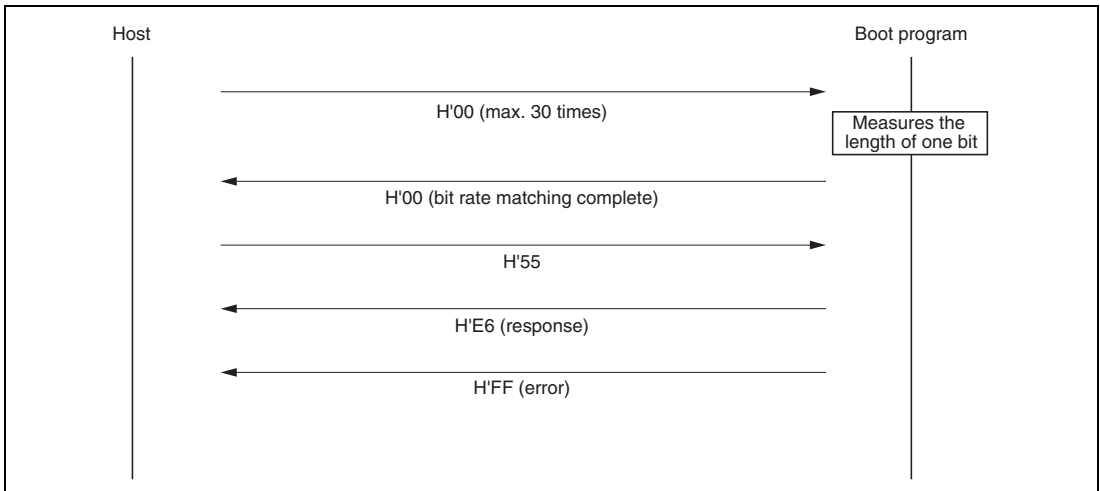 Host
Boot program
H'00 (max. 30 times)
Measures the
length of one bit
H'00 (bit rate matching complete)
H'55
H'E6 (response)
H'FF (error)